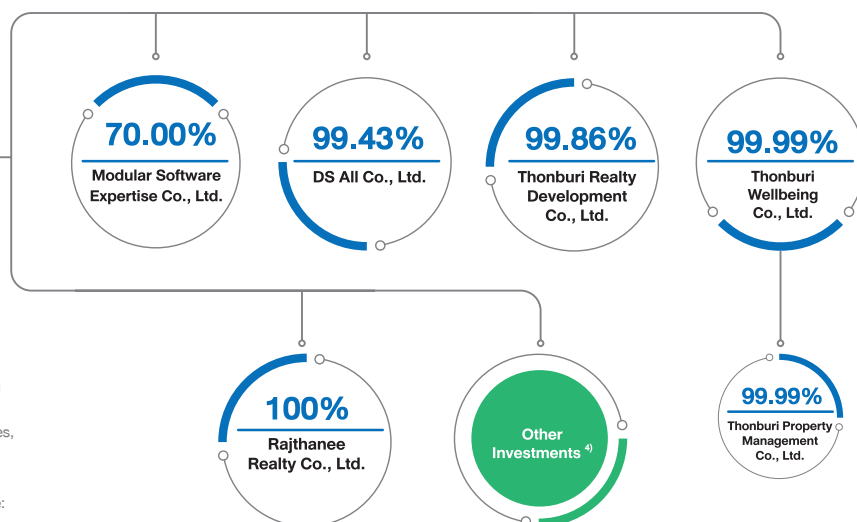 70.00%
Modular Software
Expertise Co., Ltd.
99.43%
DS All Co., Ltd.
99.86%
Thonburi Realty
Development
Co., Ltd.
99.99%
Thonburi
Wellbeing
Co., Ltd.
100%
Rajthanee
Realty Co., Ltd.
Other
Investments 4)
99.99%
Thonburi Property
Management
Co., Ltd.